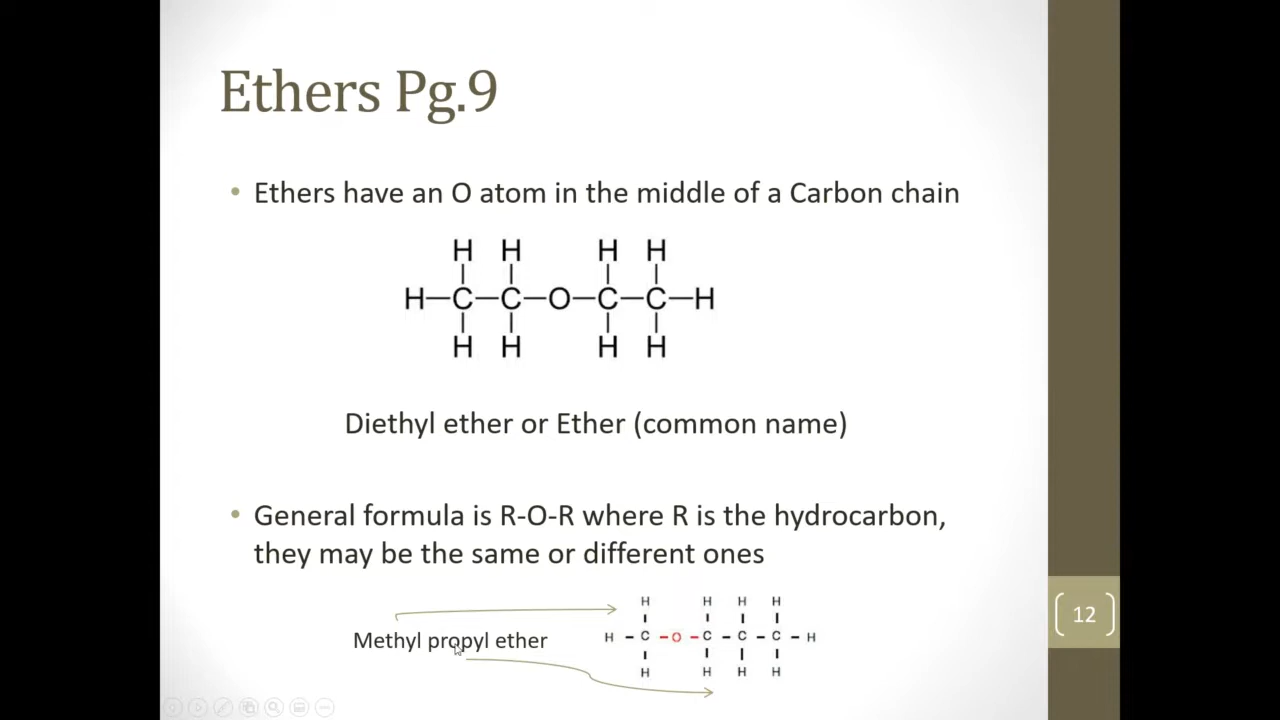 Ethers Pg.9
• Ethers have an O atom in the middle of a Carbon chain
H H H H
H–C–C–O–C–C–H
H H H H
Diethyl ether or Ether (common name)
• General formula is R-O-R where R is the hydrocarbon,
they may be the same or different ones
H H H H
Methyl propyl ether
H - C - O - C - C - C - H
H H H H
12